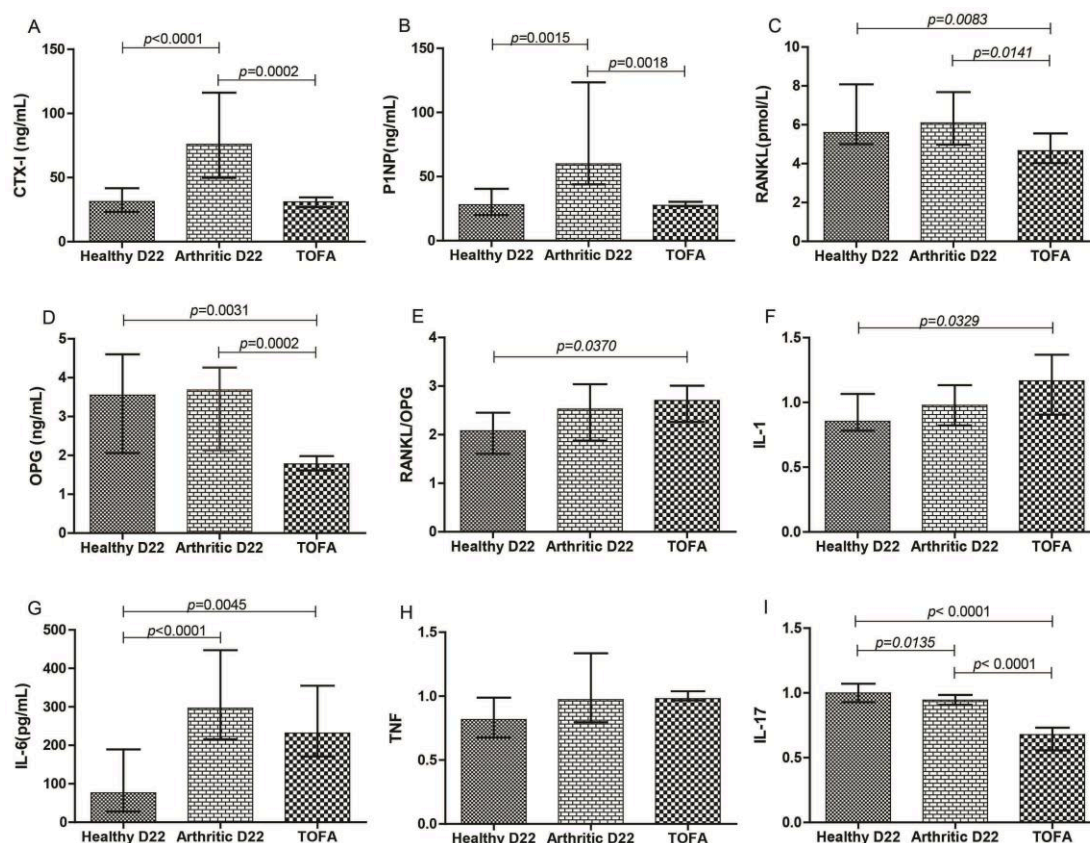 A
p<0.0001
p=0.0002
150
100
50
0
CTX-I (ng/mL)
Healthy D22 Arthritic D22 TOFA
B
p=0.0015
p=0.0018
150
100
50
0
P1NP(ng/mL)
Healthy D22 Arthritic D22 TOFA
C
p=0.0083
p=0.0141
10
8
6
4
2
0
RANKL(pmol/L)
Healthy D22 Arthritic D22 TOFA
D
p=0.0031
p=0.0002
5
4
3
2
1
0
OPG (ng/mL)
Healthy D22 Arthritic D22 TOFA
E
p=0.0370
4
3
2
1
0
RANKL/OPG
Healthy D22 Arthritic D22 TOFA
F
p=0.0329
1.5
1.0
0.5
0.0
IL-1
Healthy D22 Arthritic D22 TOFA
G
p=0.0045
p<0.0001
500
400
300
200
100
0
IL-6(pg/mL)
Healthy D22 Arthritic D22 TOFA
H
1.5
1.0
0.5
0.0
TNF
Healthy D22 Arthritic D22 TOFA
I
p< 0.0001
p=0.0135
p< 0.0001
1.5
1.0
0.5
0.0
IL-17
Healthy D22 Arthritic D22 TOFA